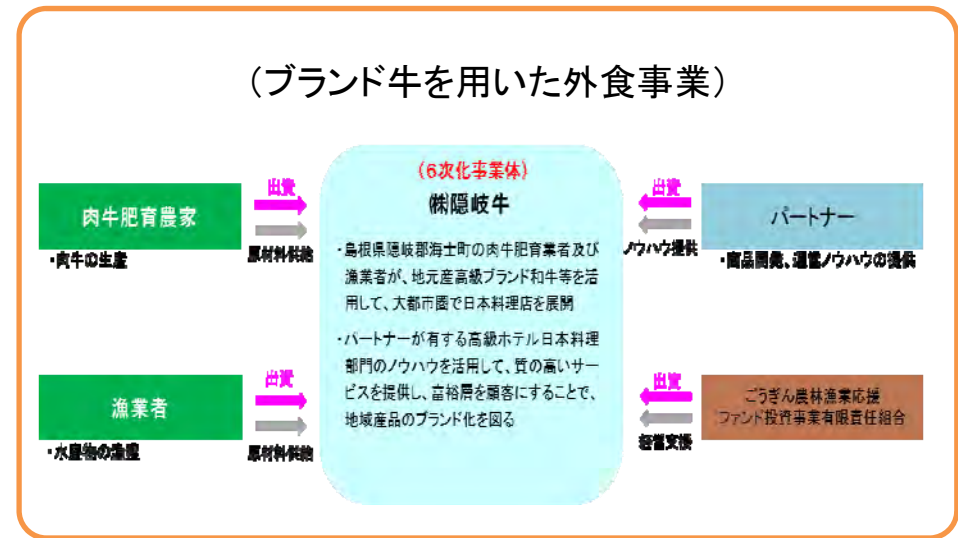 (ブランド牛を用いた外食事業)
肉牛肥育農家
・肉牛の生産
出資
原材料供給
漁業者
・水産物の漁獲
出資
原材料供給
(6次化事業体)
㈱隠岐牛
・島根県隠岐郡海士町の肉牛肥育業者及び
漁業者が、地元産高級ブランド和牛等を活
用して、大都市圏で日本料理店を展開
・パートナーが有する高級ホテル日本料理
部門のノウハウを活用して、質の高いサー
ビスを提供し、富裕層を顧客にすることで、
地域産品のブランド化を図る
出資
ノウハウ提供
パートナー
・商品開発、運営ノウハウの提供
出資
経営支援
ごうぎん農林漁業応援
ファンド投資事業有限責任組合